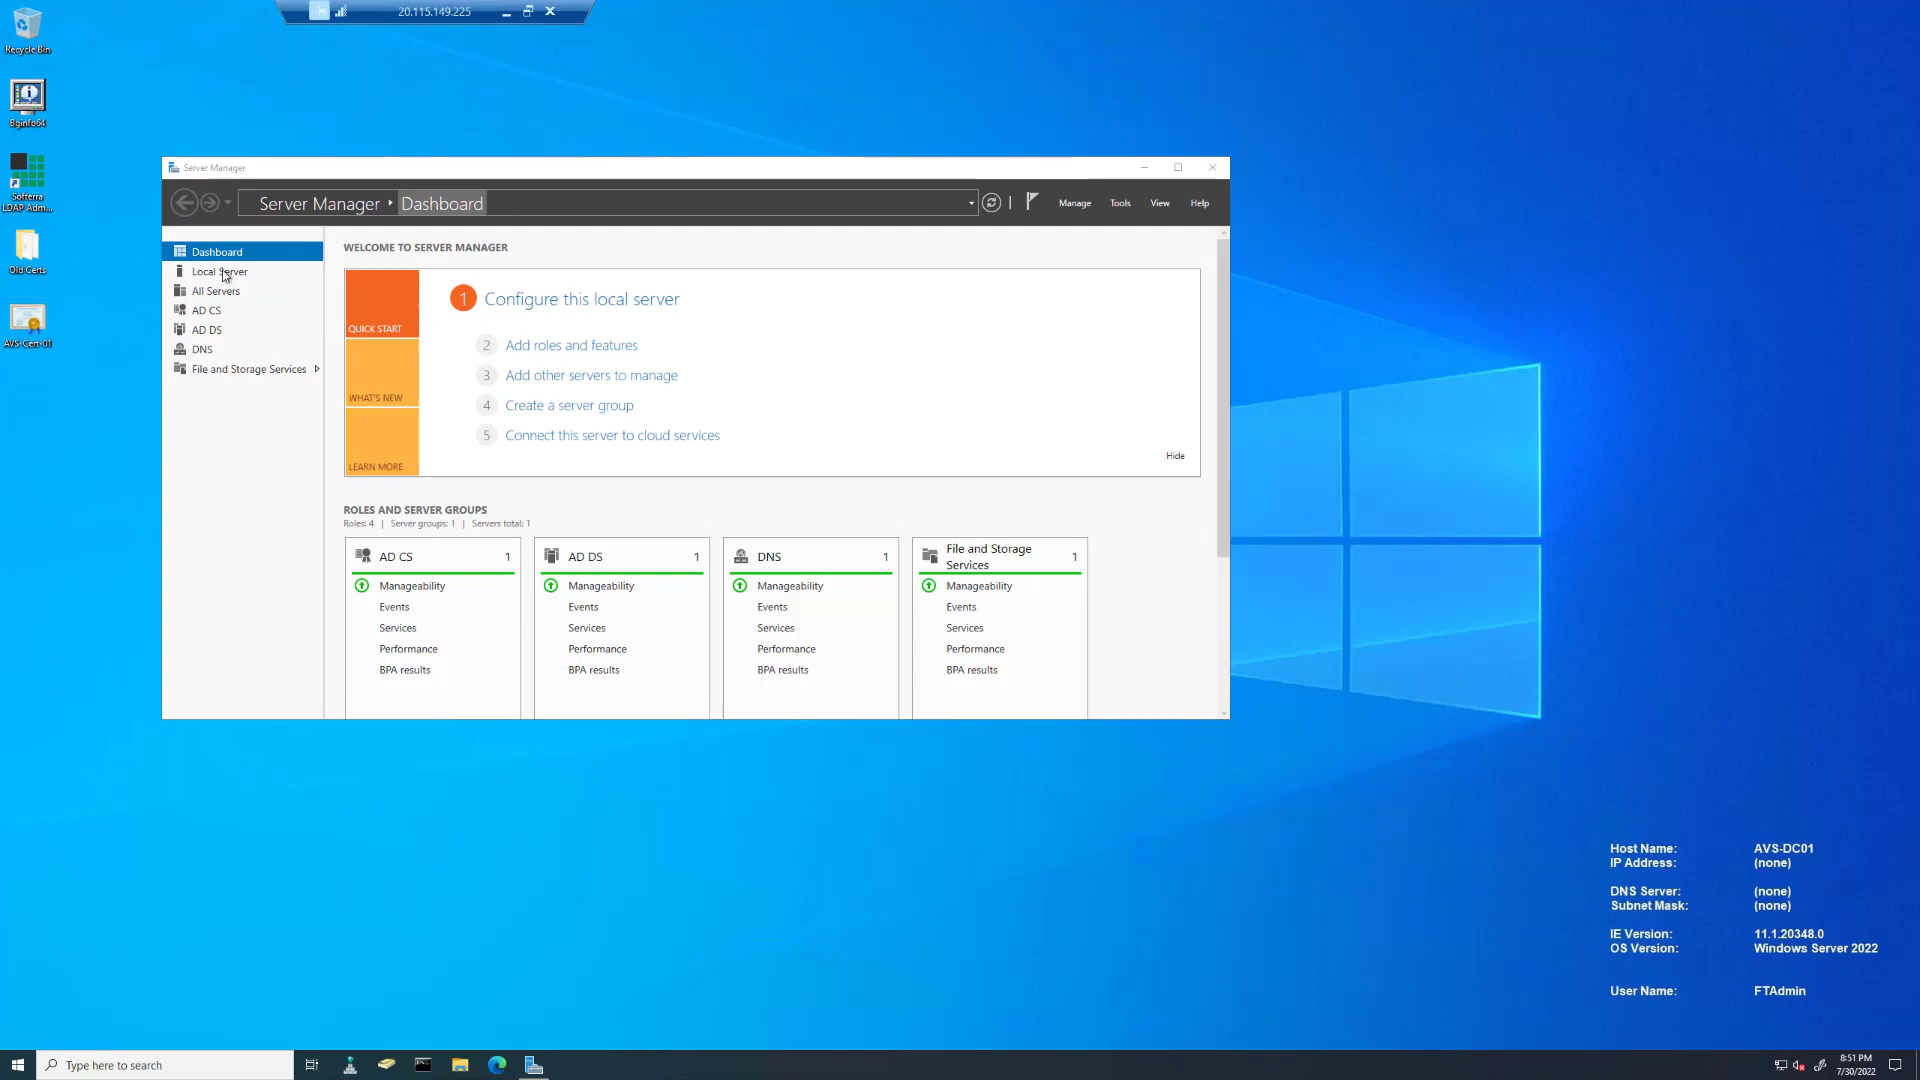 20.115.149.225
Recycle Bin
Bginfo64
Softerra
LDAP Adm...
Old Certs
AVS-Cert-01
Server Manager
Server Manager Dashboard
Manage Tools View Help
Dashboard
Local Server
All Servers
AD CS
AD DS
DNS
File and Storage Services
WELCOME TO SERVER MANAGER
QUICK START
WHAT'S NEW
LEARN MORE
1 Configure this local server
2 Add roles and features
3 Add other servers to manage
4 Create a server group
5 Connect this server to cloud services
Hide
ROLES AND SERVER GROUPS
Roles: 4 | Server groups: 1 | Servers total: 1
AD CS 1
Manageability
Events
Services
Performance
BPA results
AD DS 1
Manageability
Events
Services
Performance
BPA results
DNS 1
Manageability
Events
Services
Performance
BPA results
File and Storage
Services 1
Manageability
Events
Services
Performance
BPA results
Host Name: AVS-DC01
IP Address: (none)
DNS Server: (none)
Subnet Mask: (none)
IE Version: 11.1.20348.0
OS Version: Windows Server 2022
User Name: FTAdmin
Type here to search
8:51 PM
7/30/2022